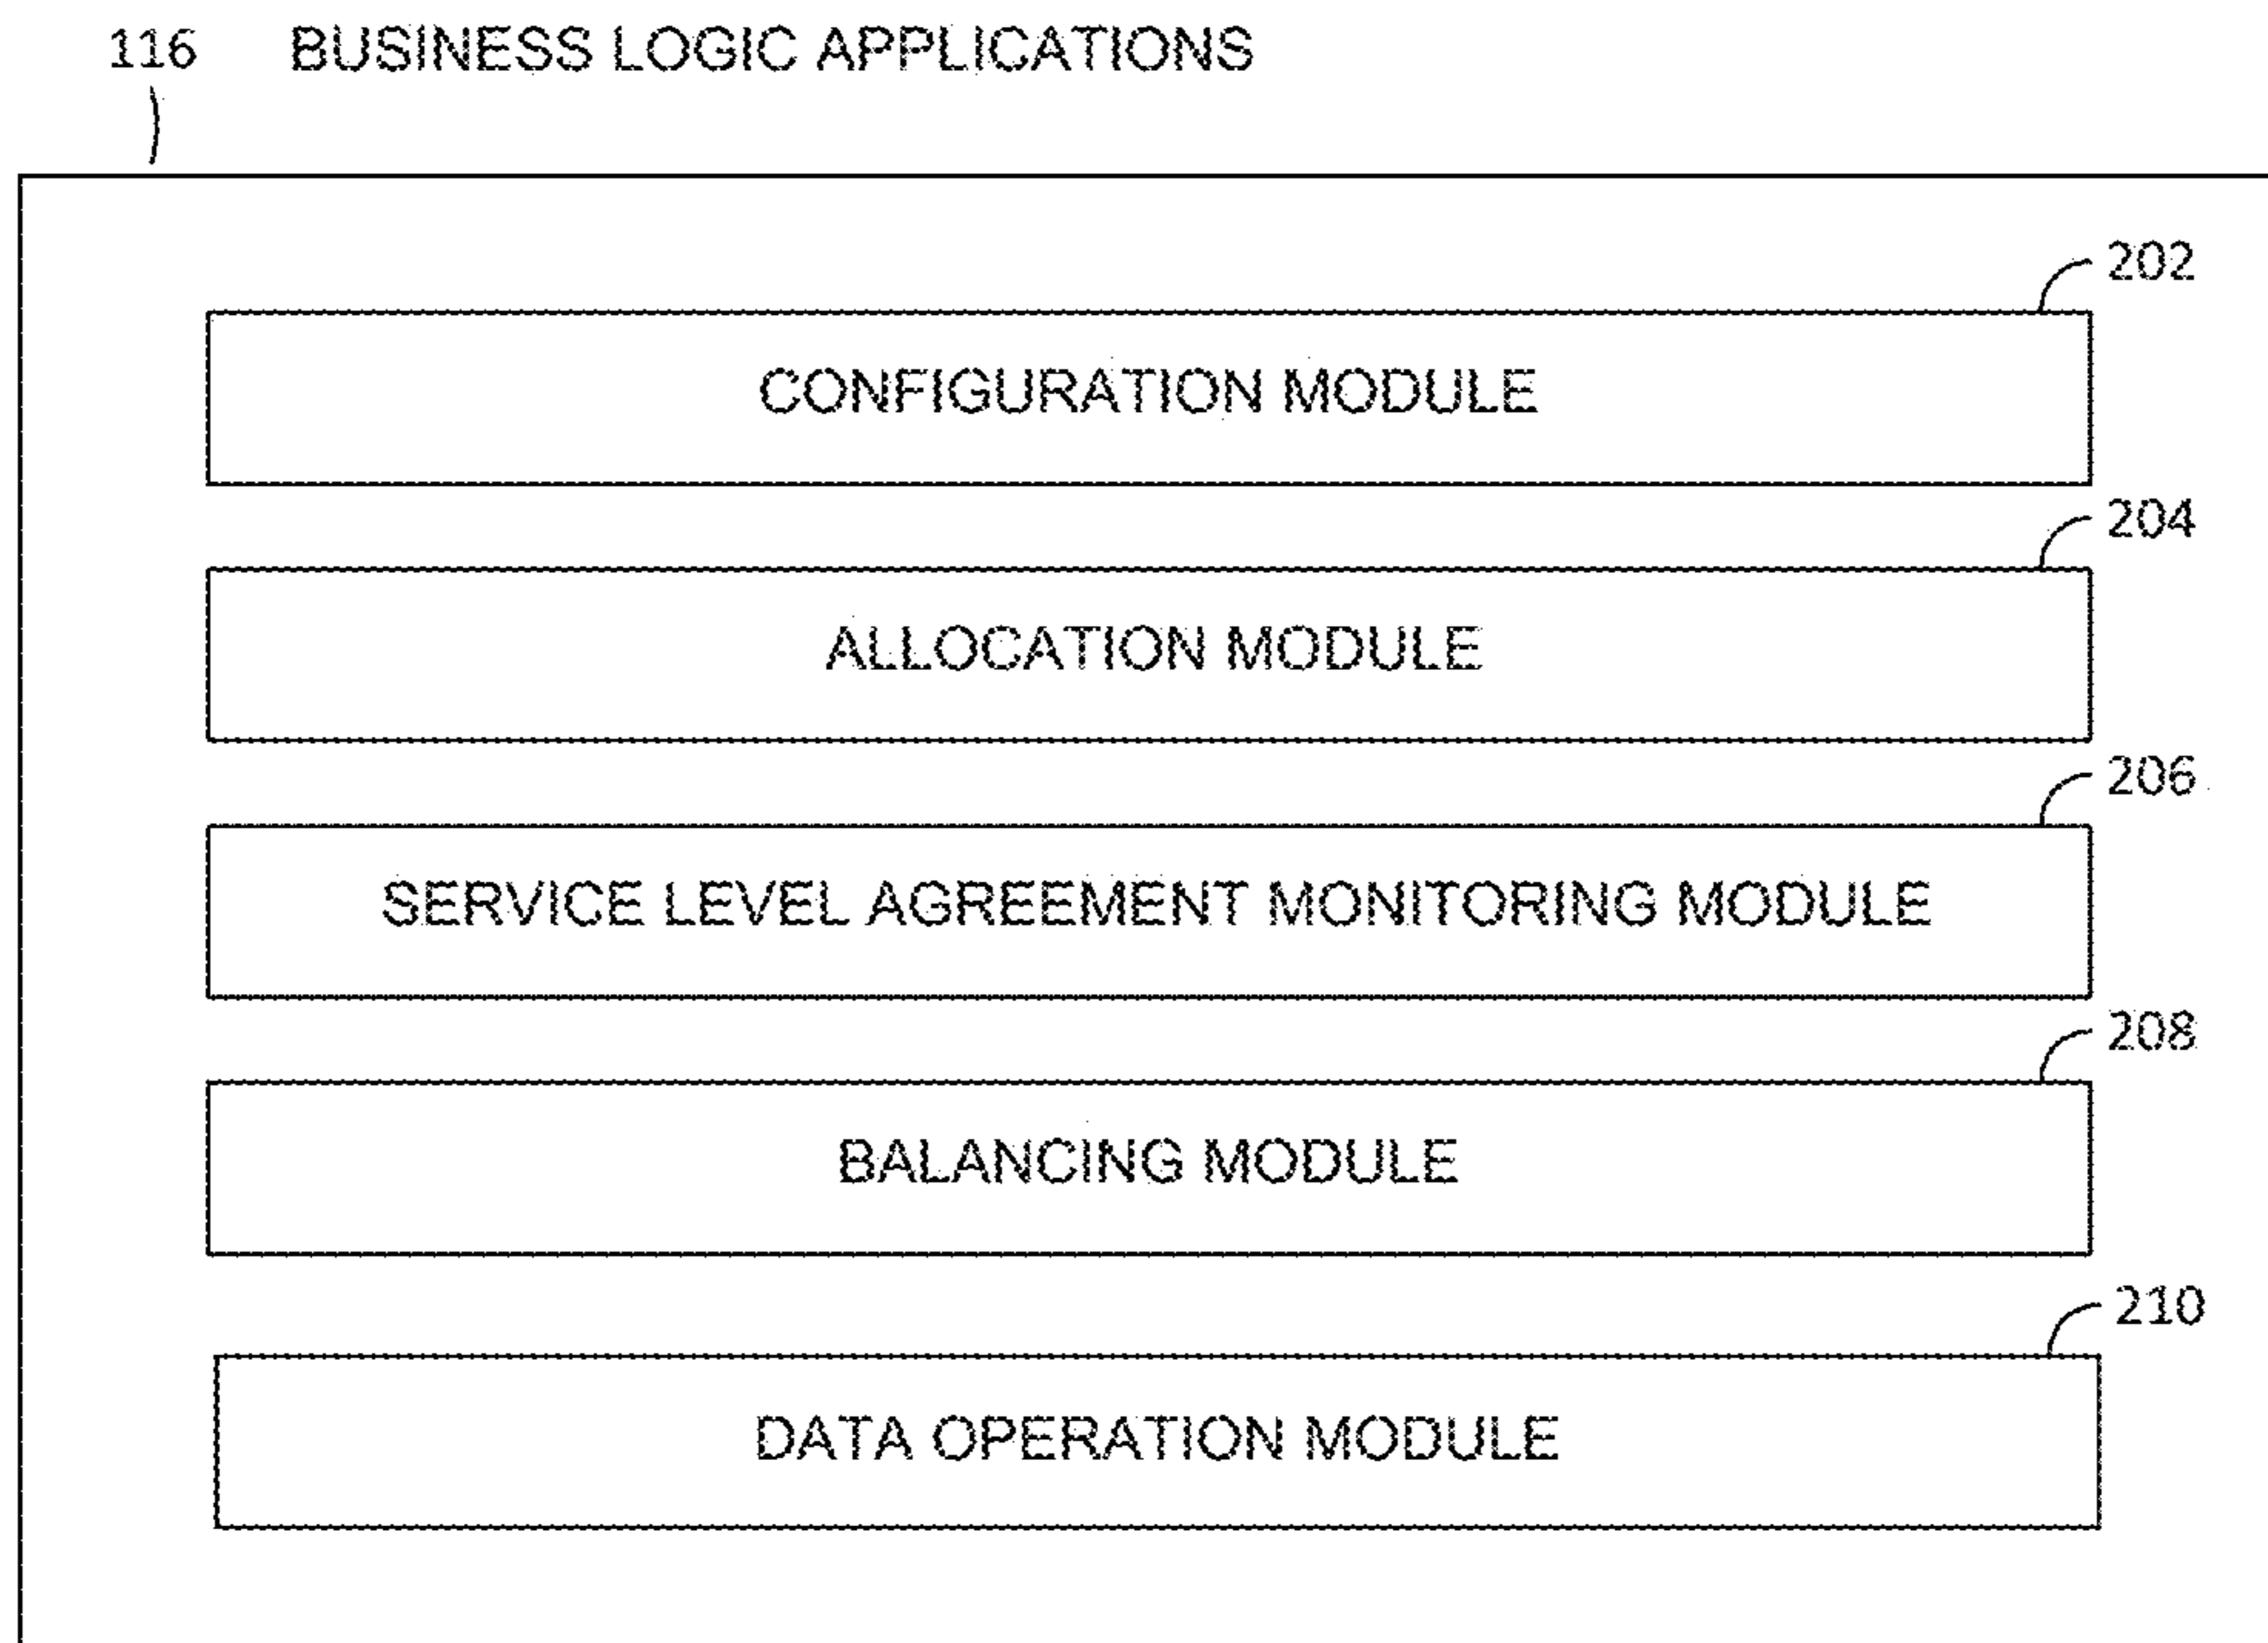 116 BUSINESS LOGIC APPLICATIONS
202
CONFIGURATION MODULE
204
ALLOCATION MODULE
206
SERVICE LEVEL AGREEMENT MONITORING MODULE
208
BALANCING MODULE
210
DATA OPERATION MODULE